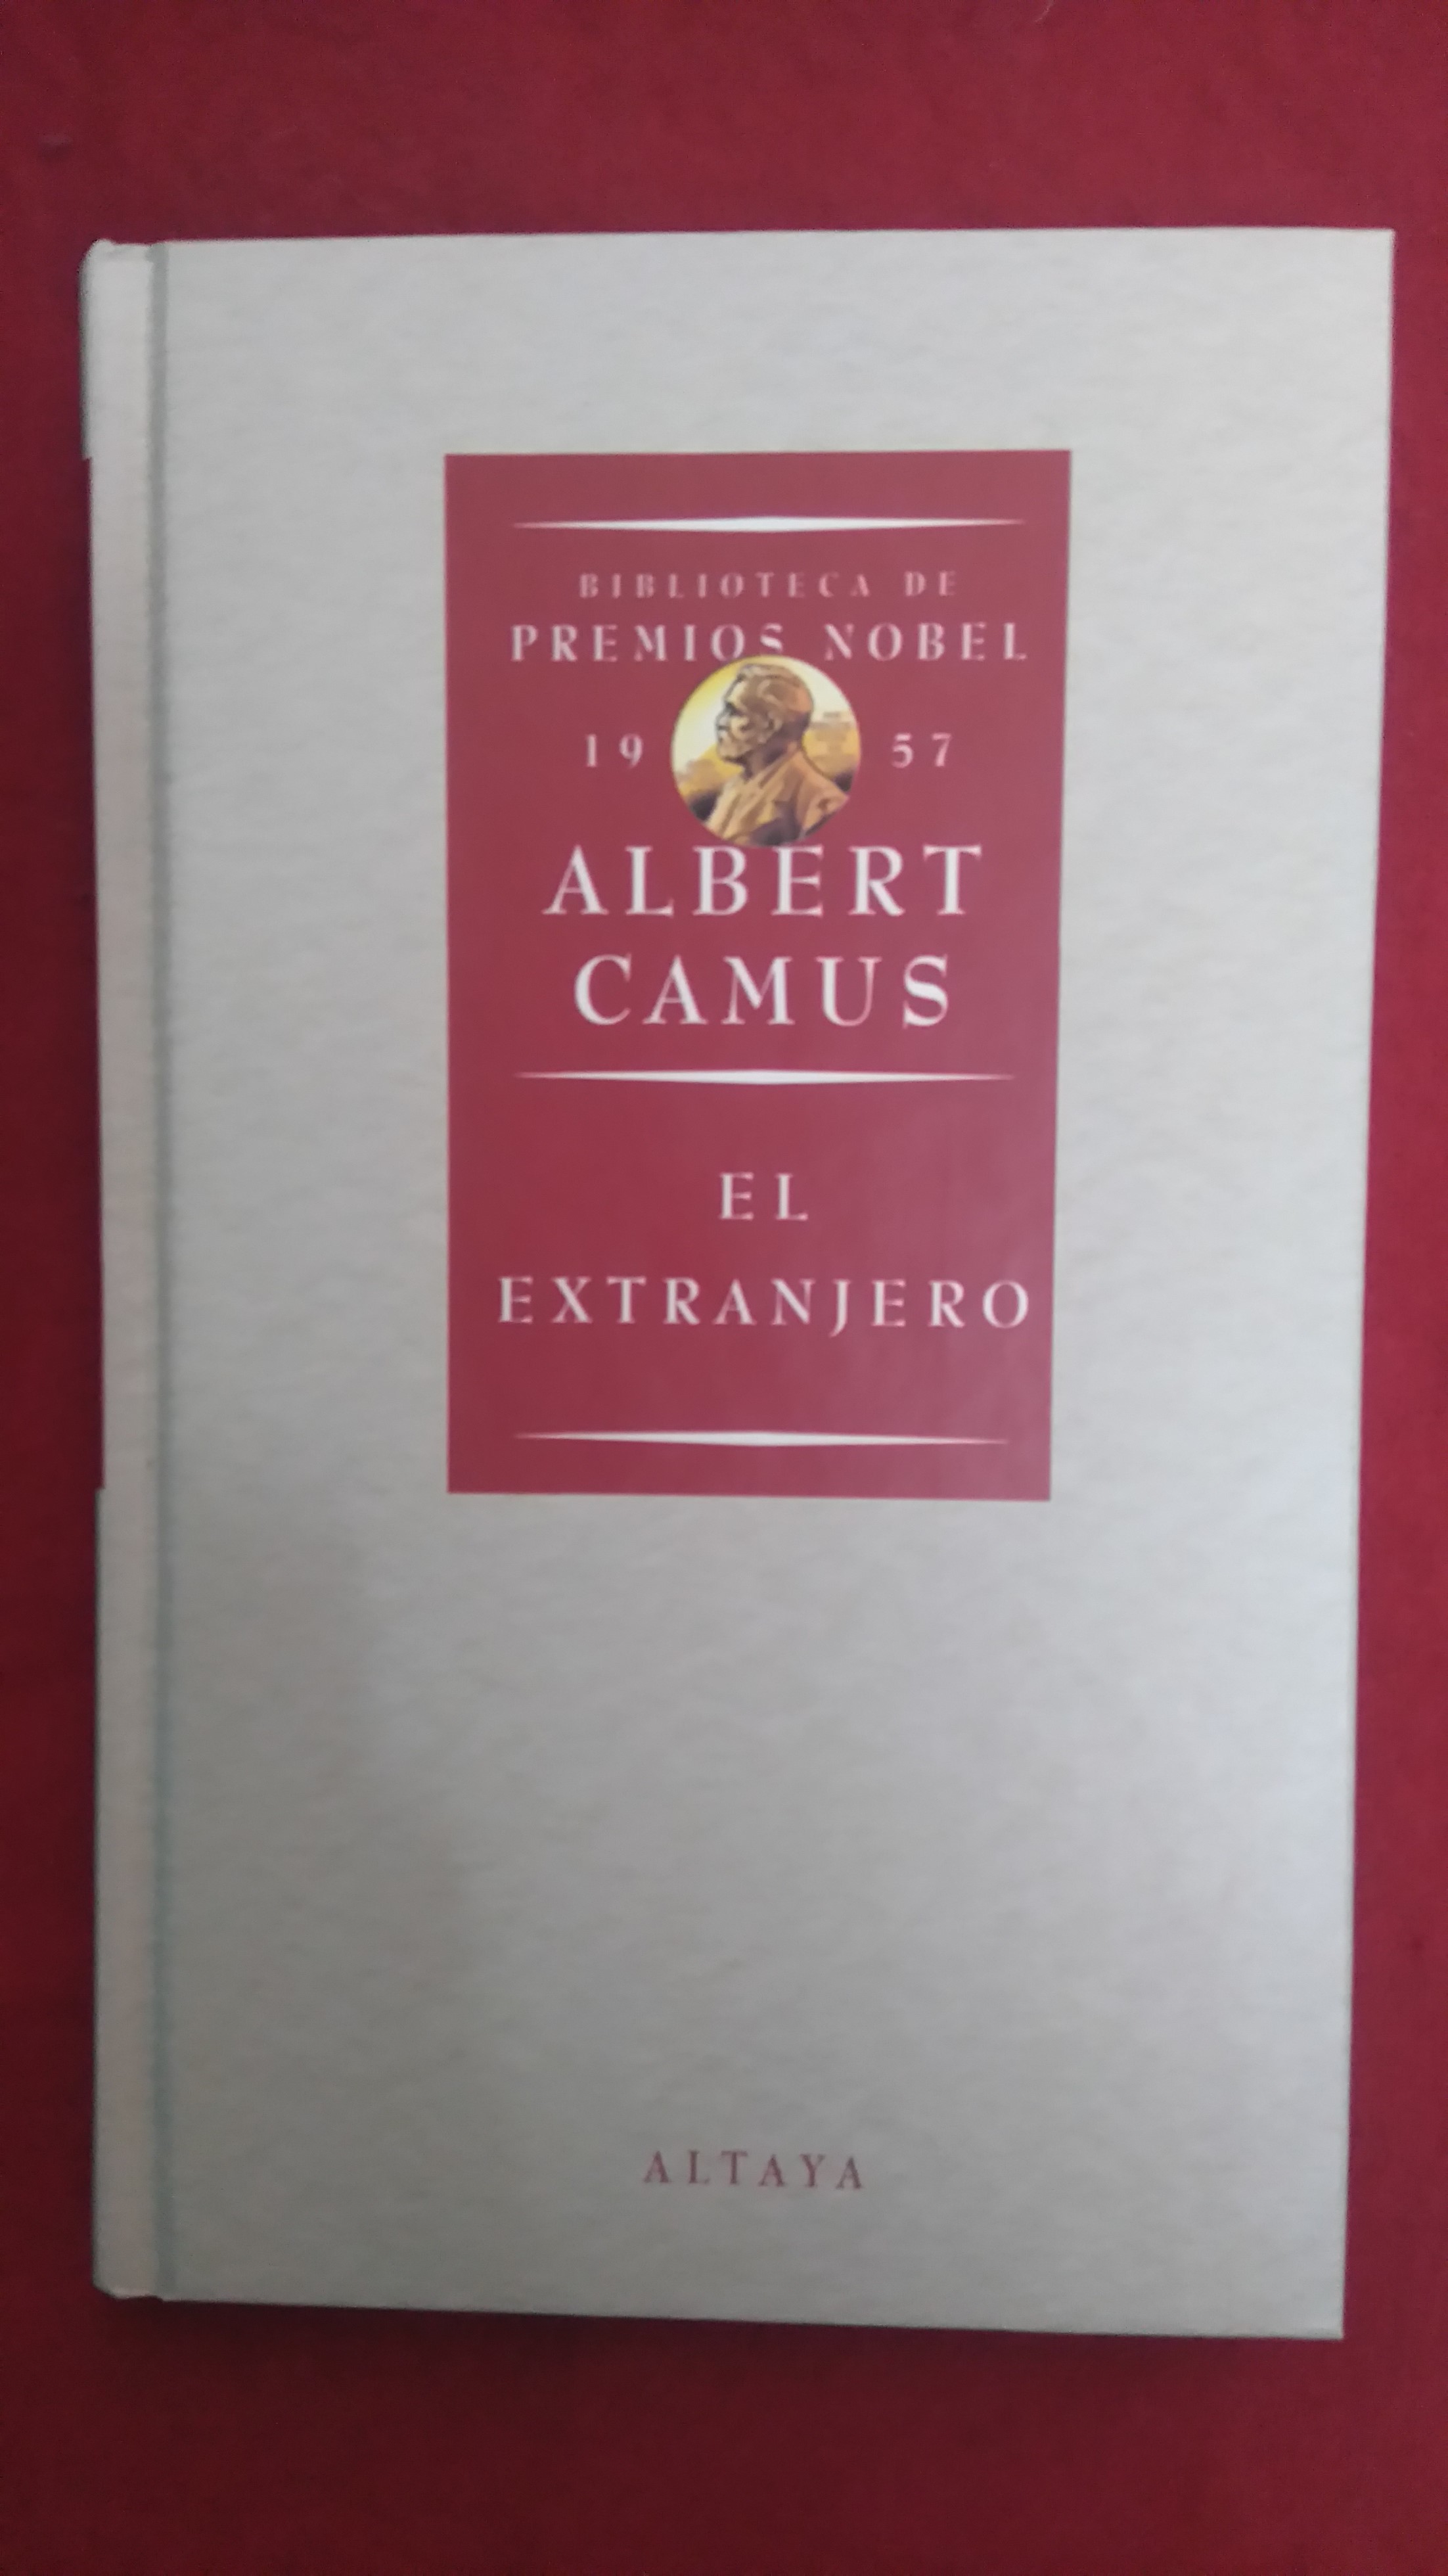 BIBLIOTECA DE
PREMIOS NOBEL
19 57
ALBERT
CAMUS
EL
EXTRANJERO
ALTAYA